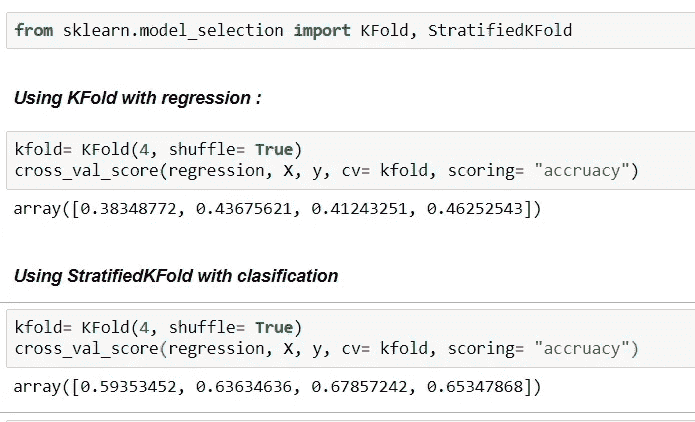 from sklearn.model_selection import KFold, StratifiedKFold
Using KFold with regression :
kfold= KFold(4, shuffle= True)
cross_val_score(regression, X, y, cv= kfold, scoring= "accruacy")
array([0.38348772, 0.43675621, 0.41243251, 0.46252543])
Using StratifiedKFold with clasification
kfold= KFold(4, shuffle= True)
cross_val_score(regression, X, y, cv= kfold, scoring= "accruacy")
array([0.59353452, 0.63634636, 0.67857242, 0.65347868])